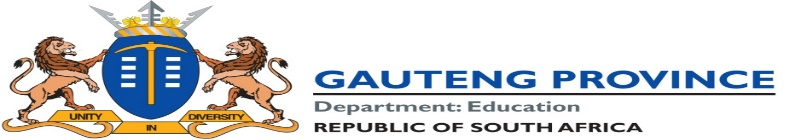 UNITY IN DIVERSITY
GAUTENG PROVINCE
Department: Education
REPUBLIC OF SOUTH AFRICA